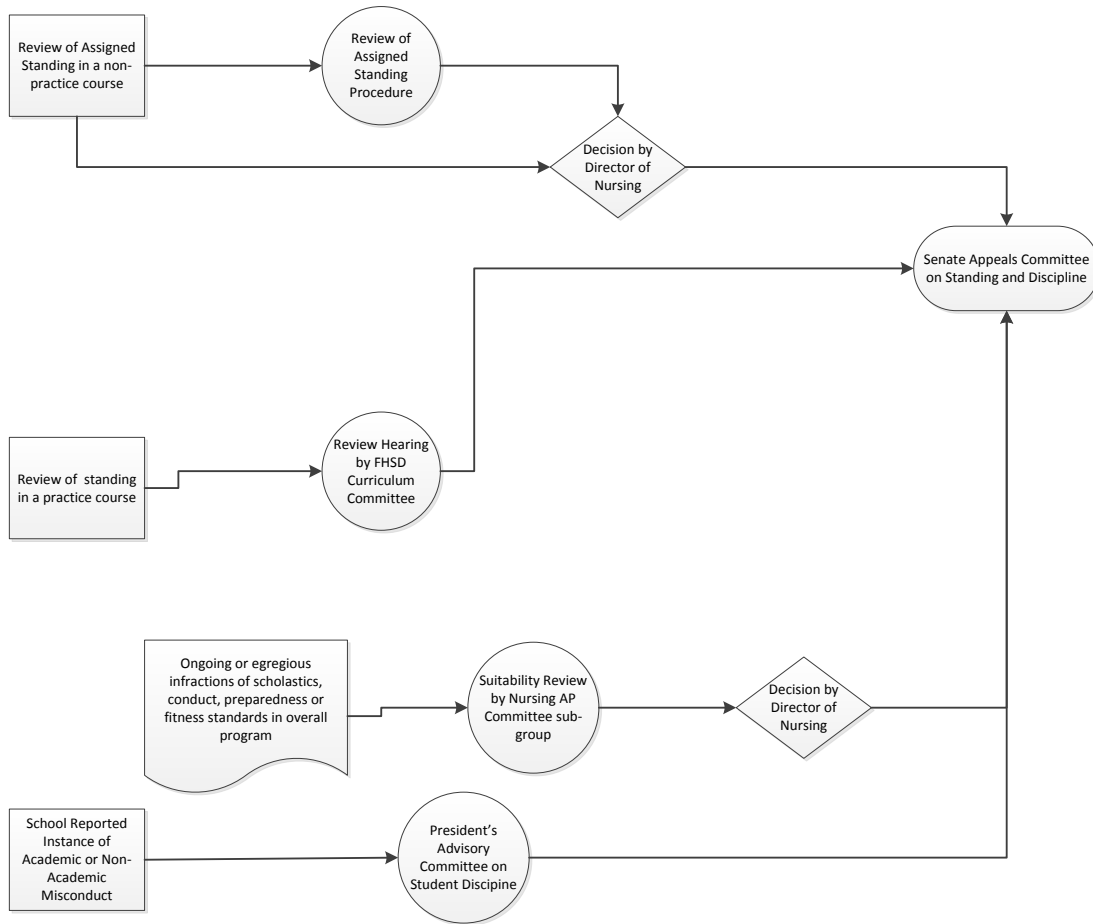 Review of Assigned
Standing in a non-
practice course
Review of
Assigned
Standing
Procedure
Decision by
Director of
Nursing
Senate Appeals Committee
on Standing and Discipline
Review of  standing
in a practice course
Review Hearing
by FHSD
Curriculum
Committee
Ongoing or egregious
infractions of scholastics,
conduct, preparedness or
fitness standards in overall
program
Suitability Review
by Nursing AP
Committee sub-
group
Decision by
Director of
Nursing
School Reported
Instance of
Academic or Non-
Academic
Misconduct
President’s
Advisory
Committee on
Student Discipine